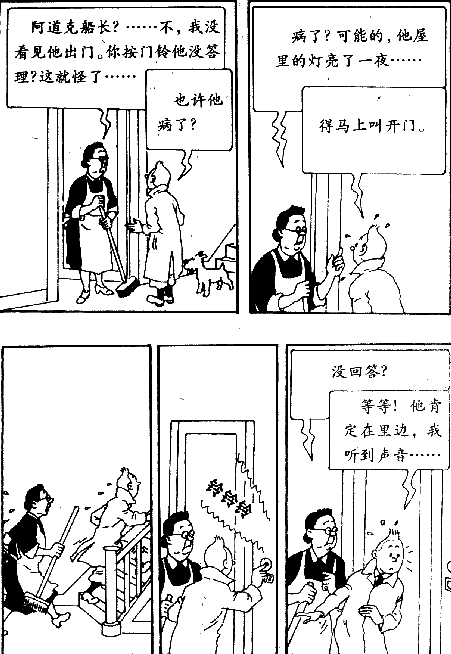 阿道克船长？……不，我没
看见他出门。你按门铃他没答
理？这就怪了……
也许他
病了？
病了？可能的，他屋
里的灯亮了一夜……
得马上叫开门。
铃铃铃
没回答？
等等！他肯
定在里边，我
听到声音……